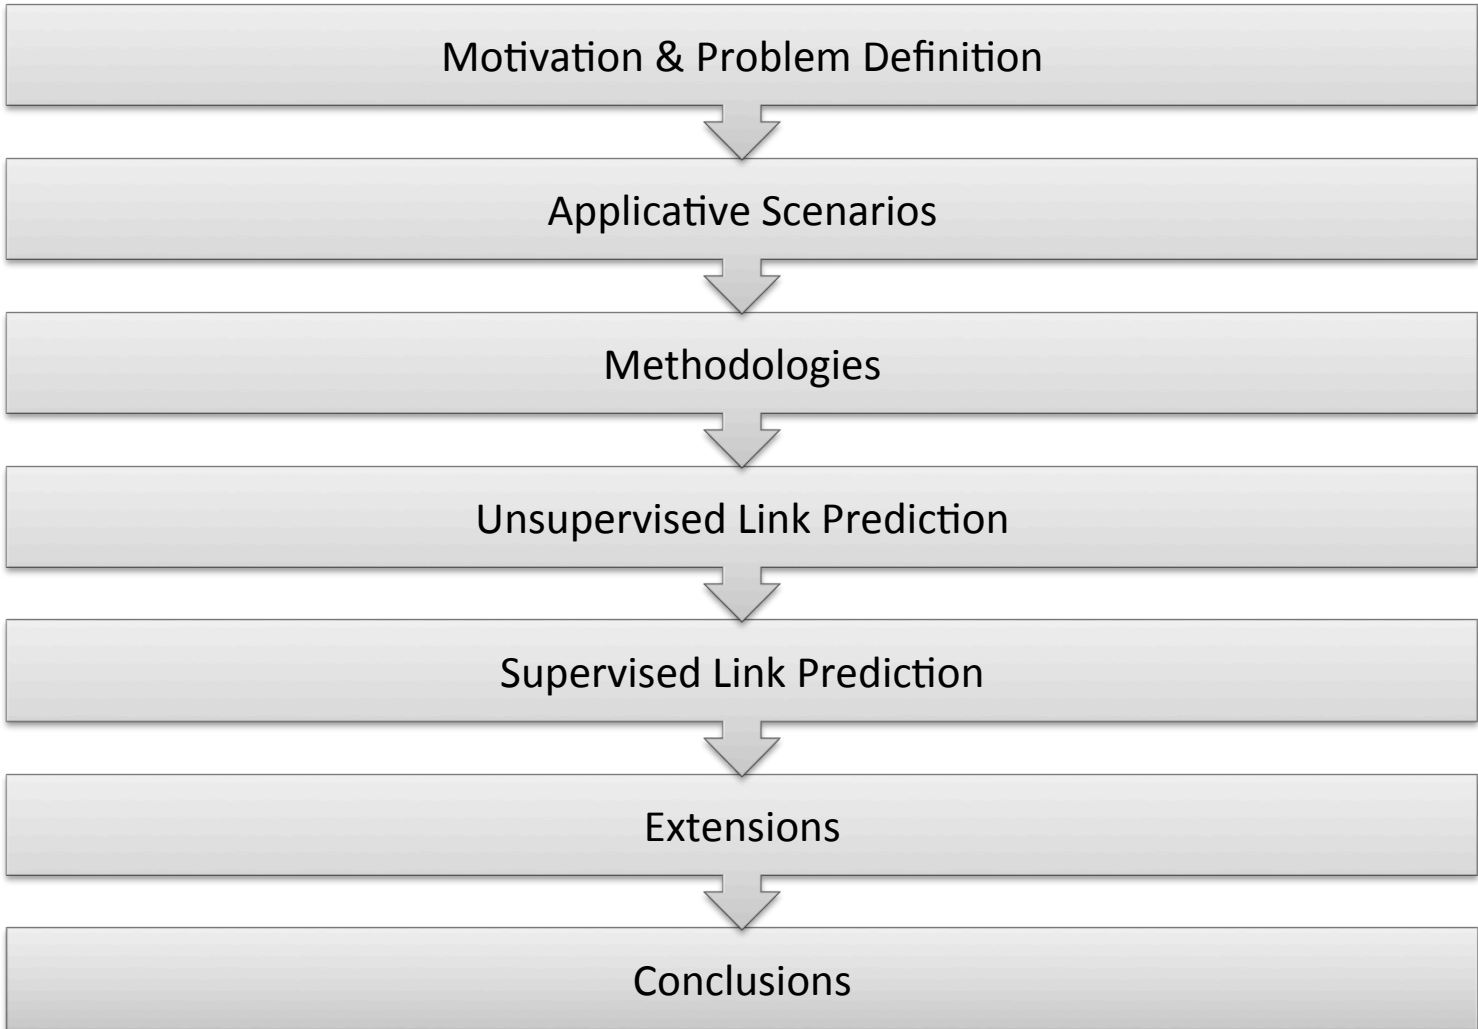 Motivation & Problem Definition
Applicative Scenarios
Methodologies
Unsupervised Link Prediction
Supervised Link Prediction
Extensions
Conclusions